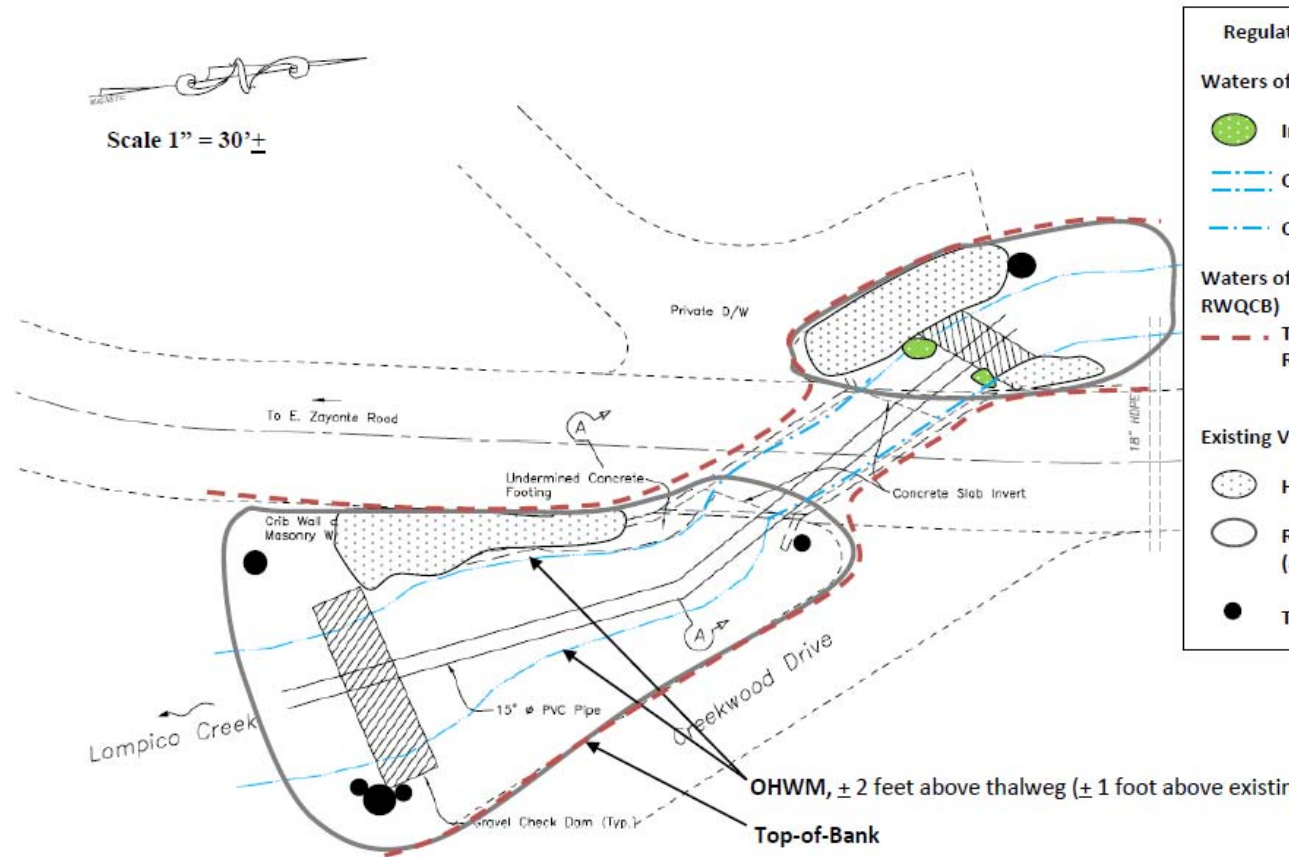 Scale 1” = 30’±
Private D/W
To E. Zayante Road
A
Undermined Concrete
Footing
Concrete Slab Invert
18" HDPE
Crib Wall
Masonry W
A
Creekwood Drive
15" ø PVC Pipe
Lompico Creek
Gravel Check Dam (Typ.)
OHWM, ± 2 feet above thalweg (± 1 foot above existin
Top-of-Bank
Regulat
Waters of
I
O
O
Waters of
RWQCB)
T
R
Existing V
H
R
(
T